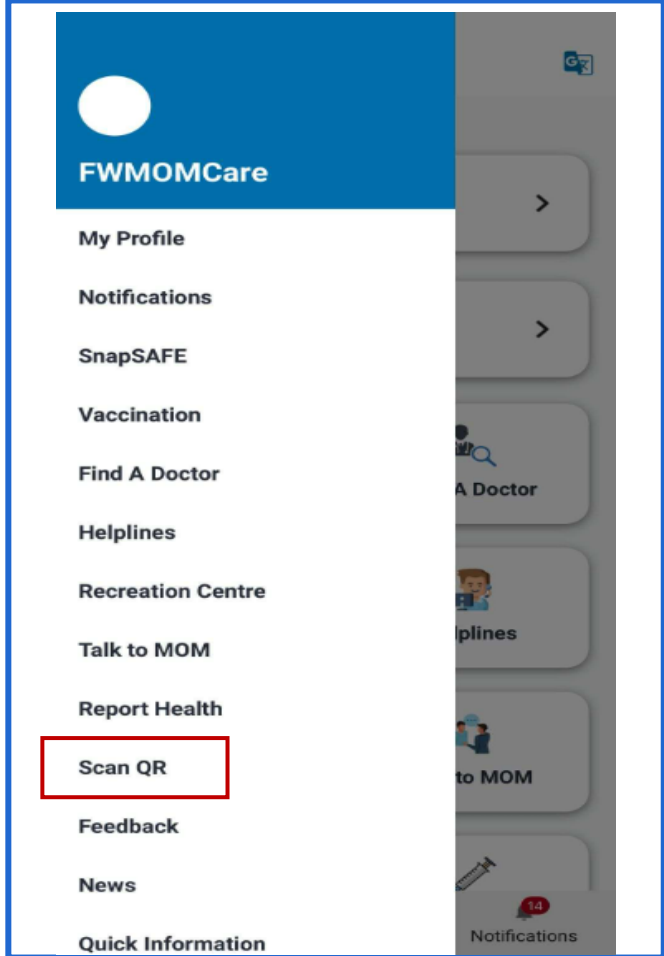 FWMOMCare
My Profile
Notifications
SnapSAFE
Vaccination
Find A Doctor
A Doctor
Helplines
Recreation Centre
lplines
Talk to MOM
Report Health
Scan QR
to MOM
Feedback
News
14
Notifications
Quick Information